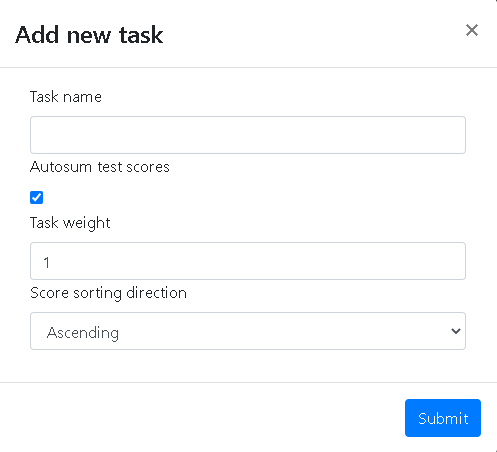 Add new task
×
Task name
Autosum test scores
Task weight
1
Score sorting direction
Ascending
Submit